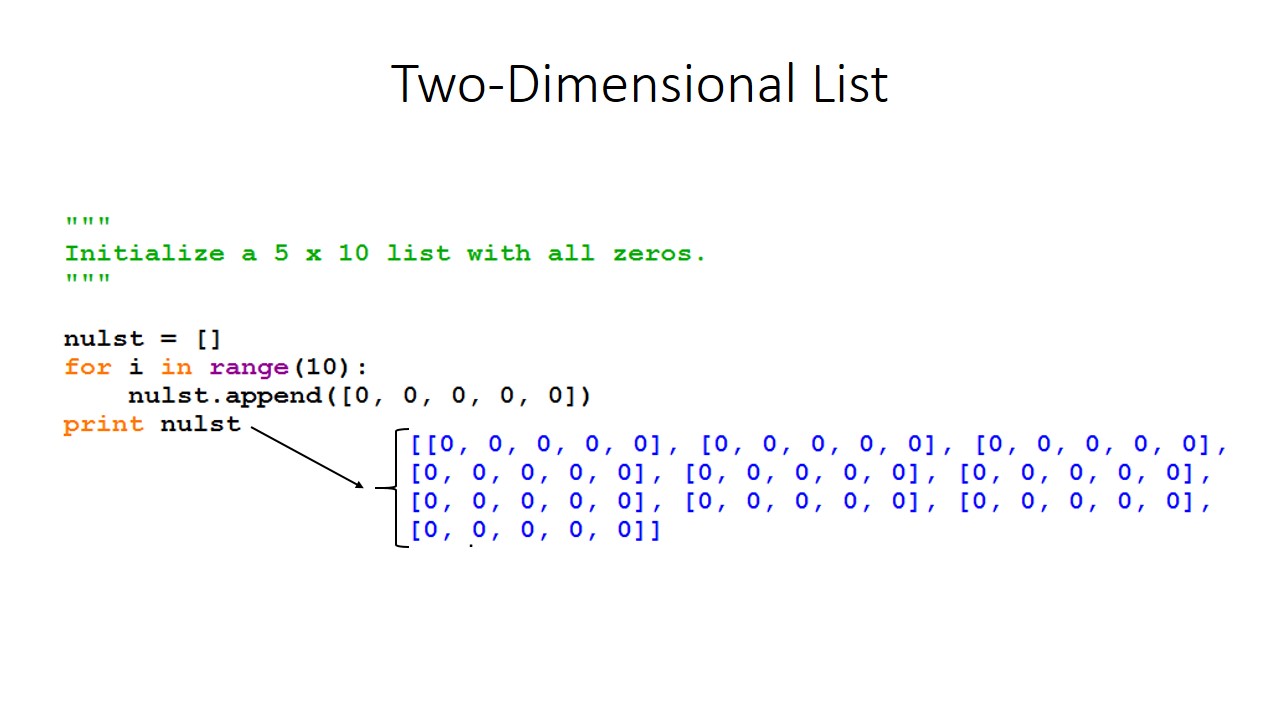 Two-Dimensional List
"""
Initialize a 5 x 10 list with all zeros.
"""
nulst = []
for i in range(10):
    nulst.append([0, 0, 0, 0, 0])
print nulst
[[0, 0, 0, 0, 0], [0, 0, 0, 0, 0], [0, 0, 0, 0, 0],
[0, 0, 0, 0, 0], [0, 0, 0, 0, 0], [0, 0, 0, 0, 0],
[0, 0, 0, 0, 0], [0, 0, 0, 0, 0], [0, 0, 0, 0, 0],
[0, 0, 0, 0, 0]]